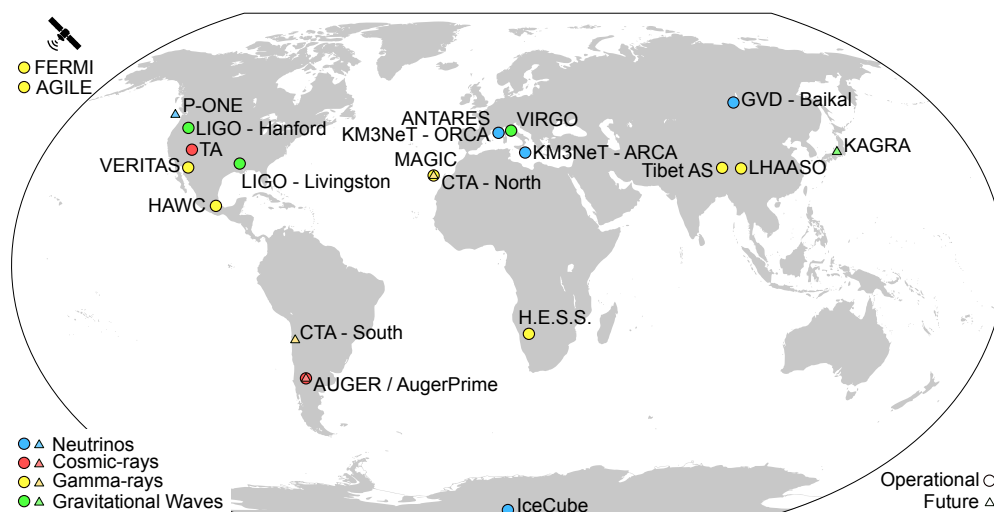 FERMI
AGILE
P-ONE
LIGO - Hanford
TA
VERITAS
LIGO - Livingston
HAWC
ANTARES
VIRGO
KM3NeT - ORCA
KM3NeT - ARCA
MAGIC
CTA - North
GVD - Baikal
KAGRA
Tibet AS
LHAASO
H.E.S.S.
CTA - South
AUGER / AugerPrime
Neutrinos
Cosmic-rays
Gamma-rays
Gravitational Waves
Operational
Future
IceCube